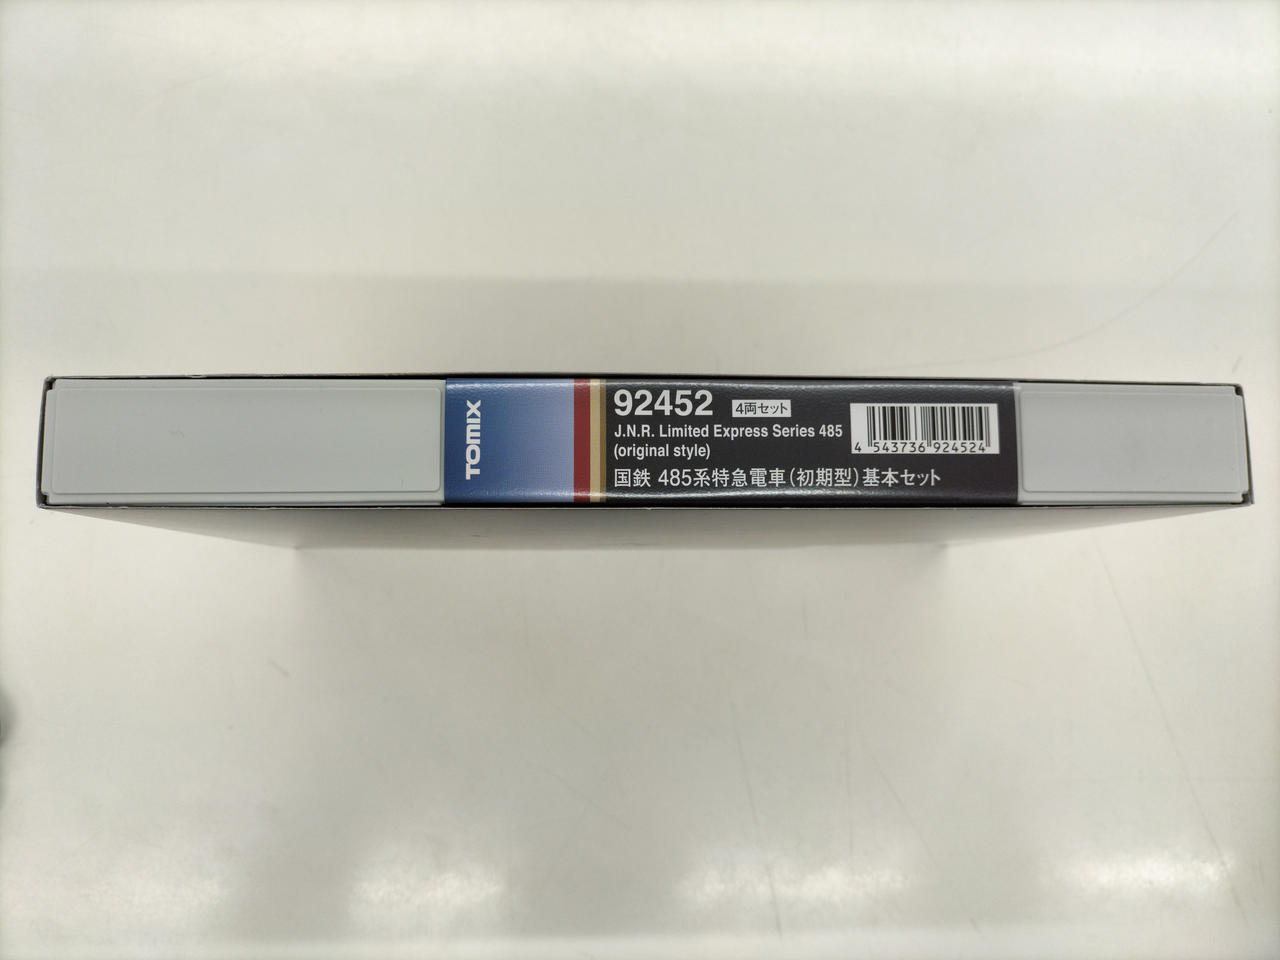 TOMIX
92452 4両セット
J.N.R. Limited Express Series 485
(original style)
国鉄 485系特急電車(初期型)基本セット
4 543736 924524